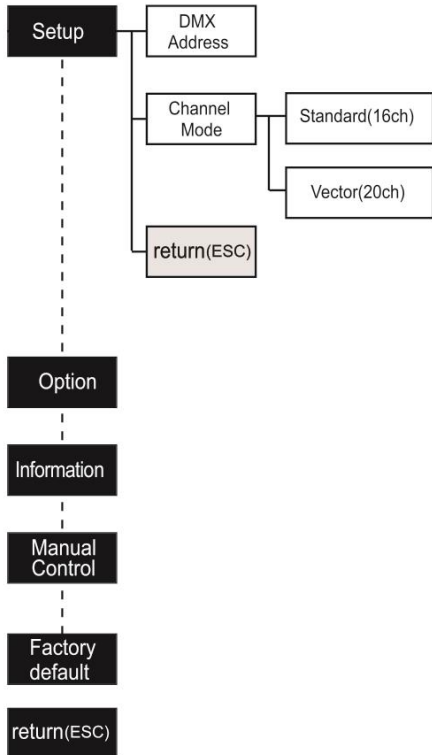 Setup
DMX
Address
Channel
Mode
Standard(16ch)
Vector(20ch)
return(ESC)
Option
Information
Manual
Control
Factory
default
return(ESC)